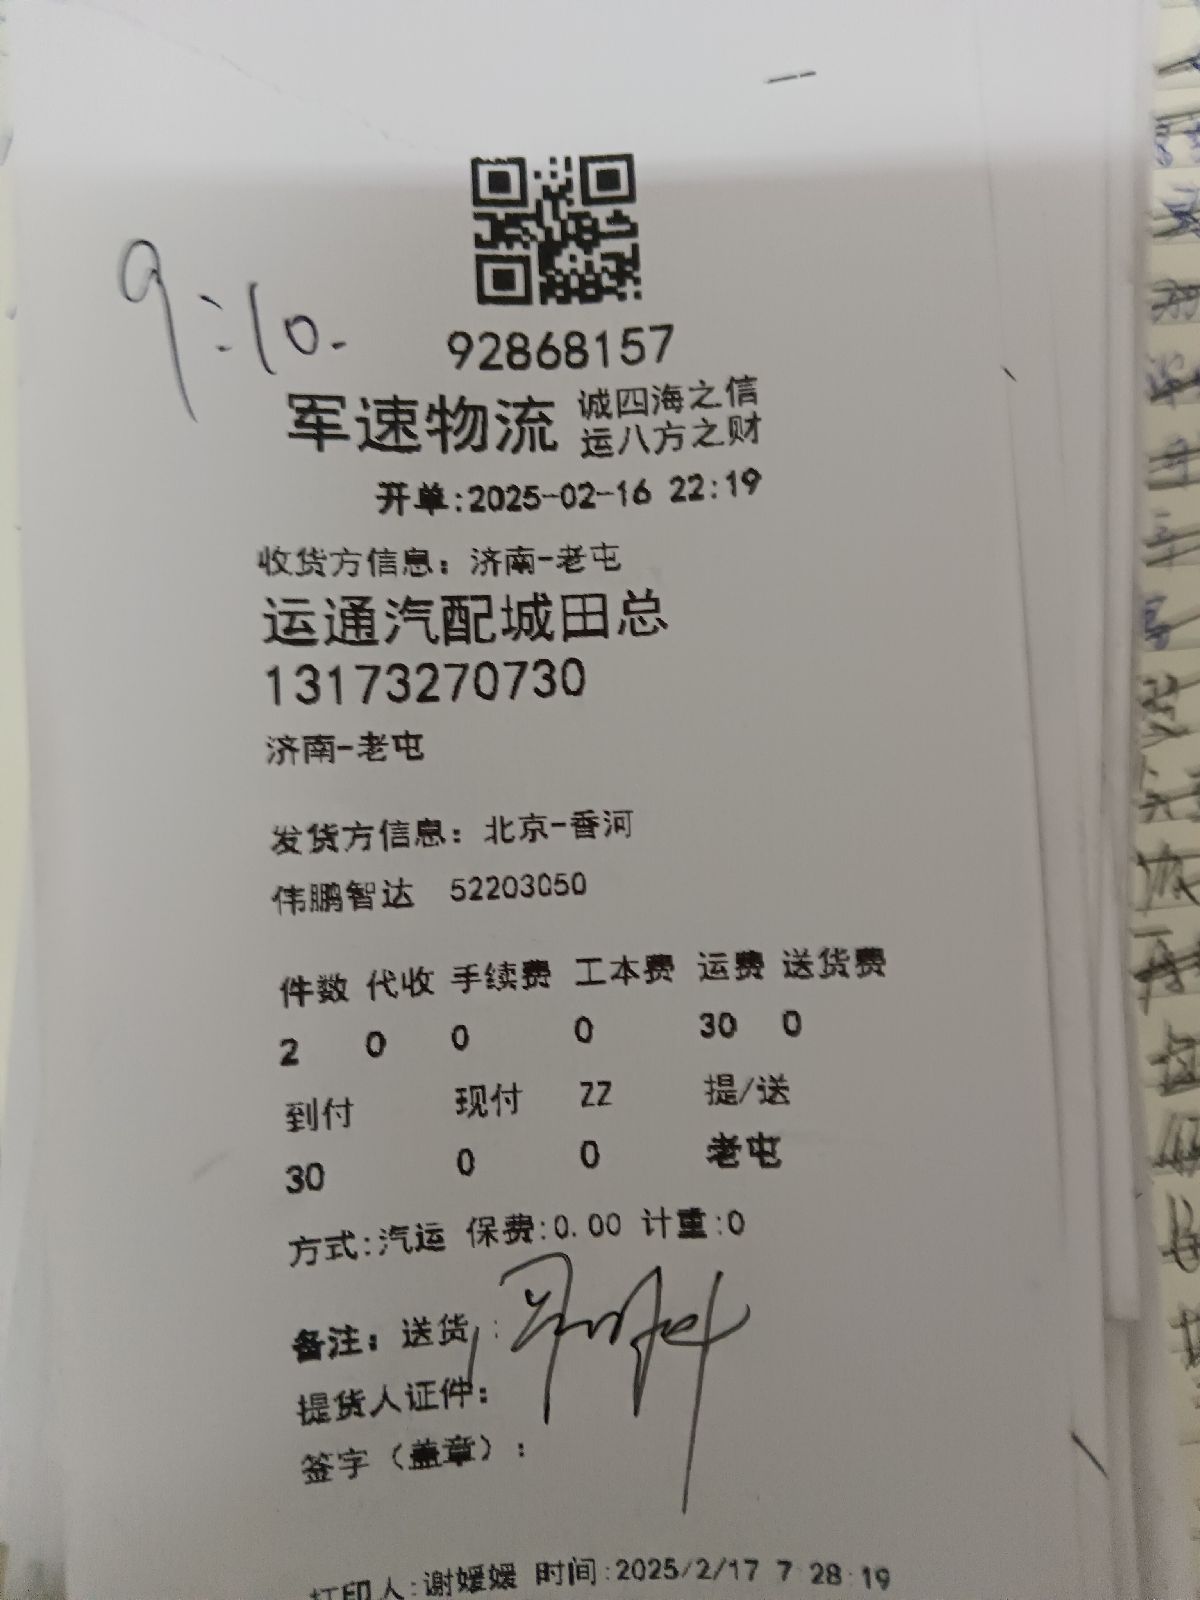 9:10.
92868157
军速物流 诚四海之信
运八方之财
开单:2025-02-16 22:19
收货方信息：济南-老屯
运通汽配城田总
13173270730
济南-老屯
发货方信息：北京-香河
伟鹏智达 52203050
件数 代收 手续费 工本费 运费 送货费
2 0 0 0 30 0
到付 现付 ZZ 提/送
30 0 0 老屯
方式:汽运 保费:0.00 计重:0
备注：送货
提货人证件：
签字（盖章）：
打印人:谢媛媛 时间:2025/2/17 7:28:19